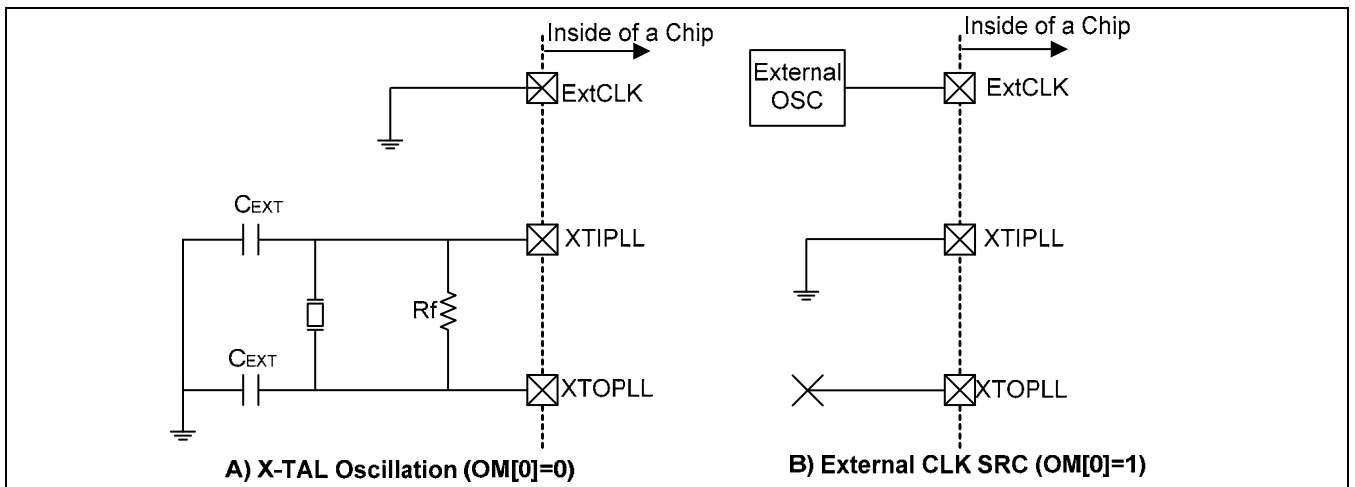 Inside of a Chip
ExtCLK
CEXT
XTIPLL
Rf
CEXT
XTOPLL
A) X-TAL Oscillation (OM[0]=0)
Inside of a Chip
External
OSC
ExtCLK
XTIPLL
XTOPLL
B) External CLK SRC (OM[0]=1)